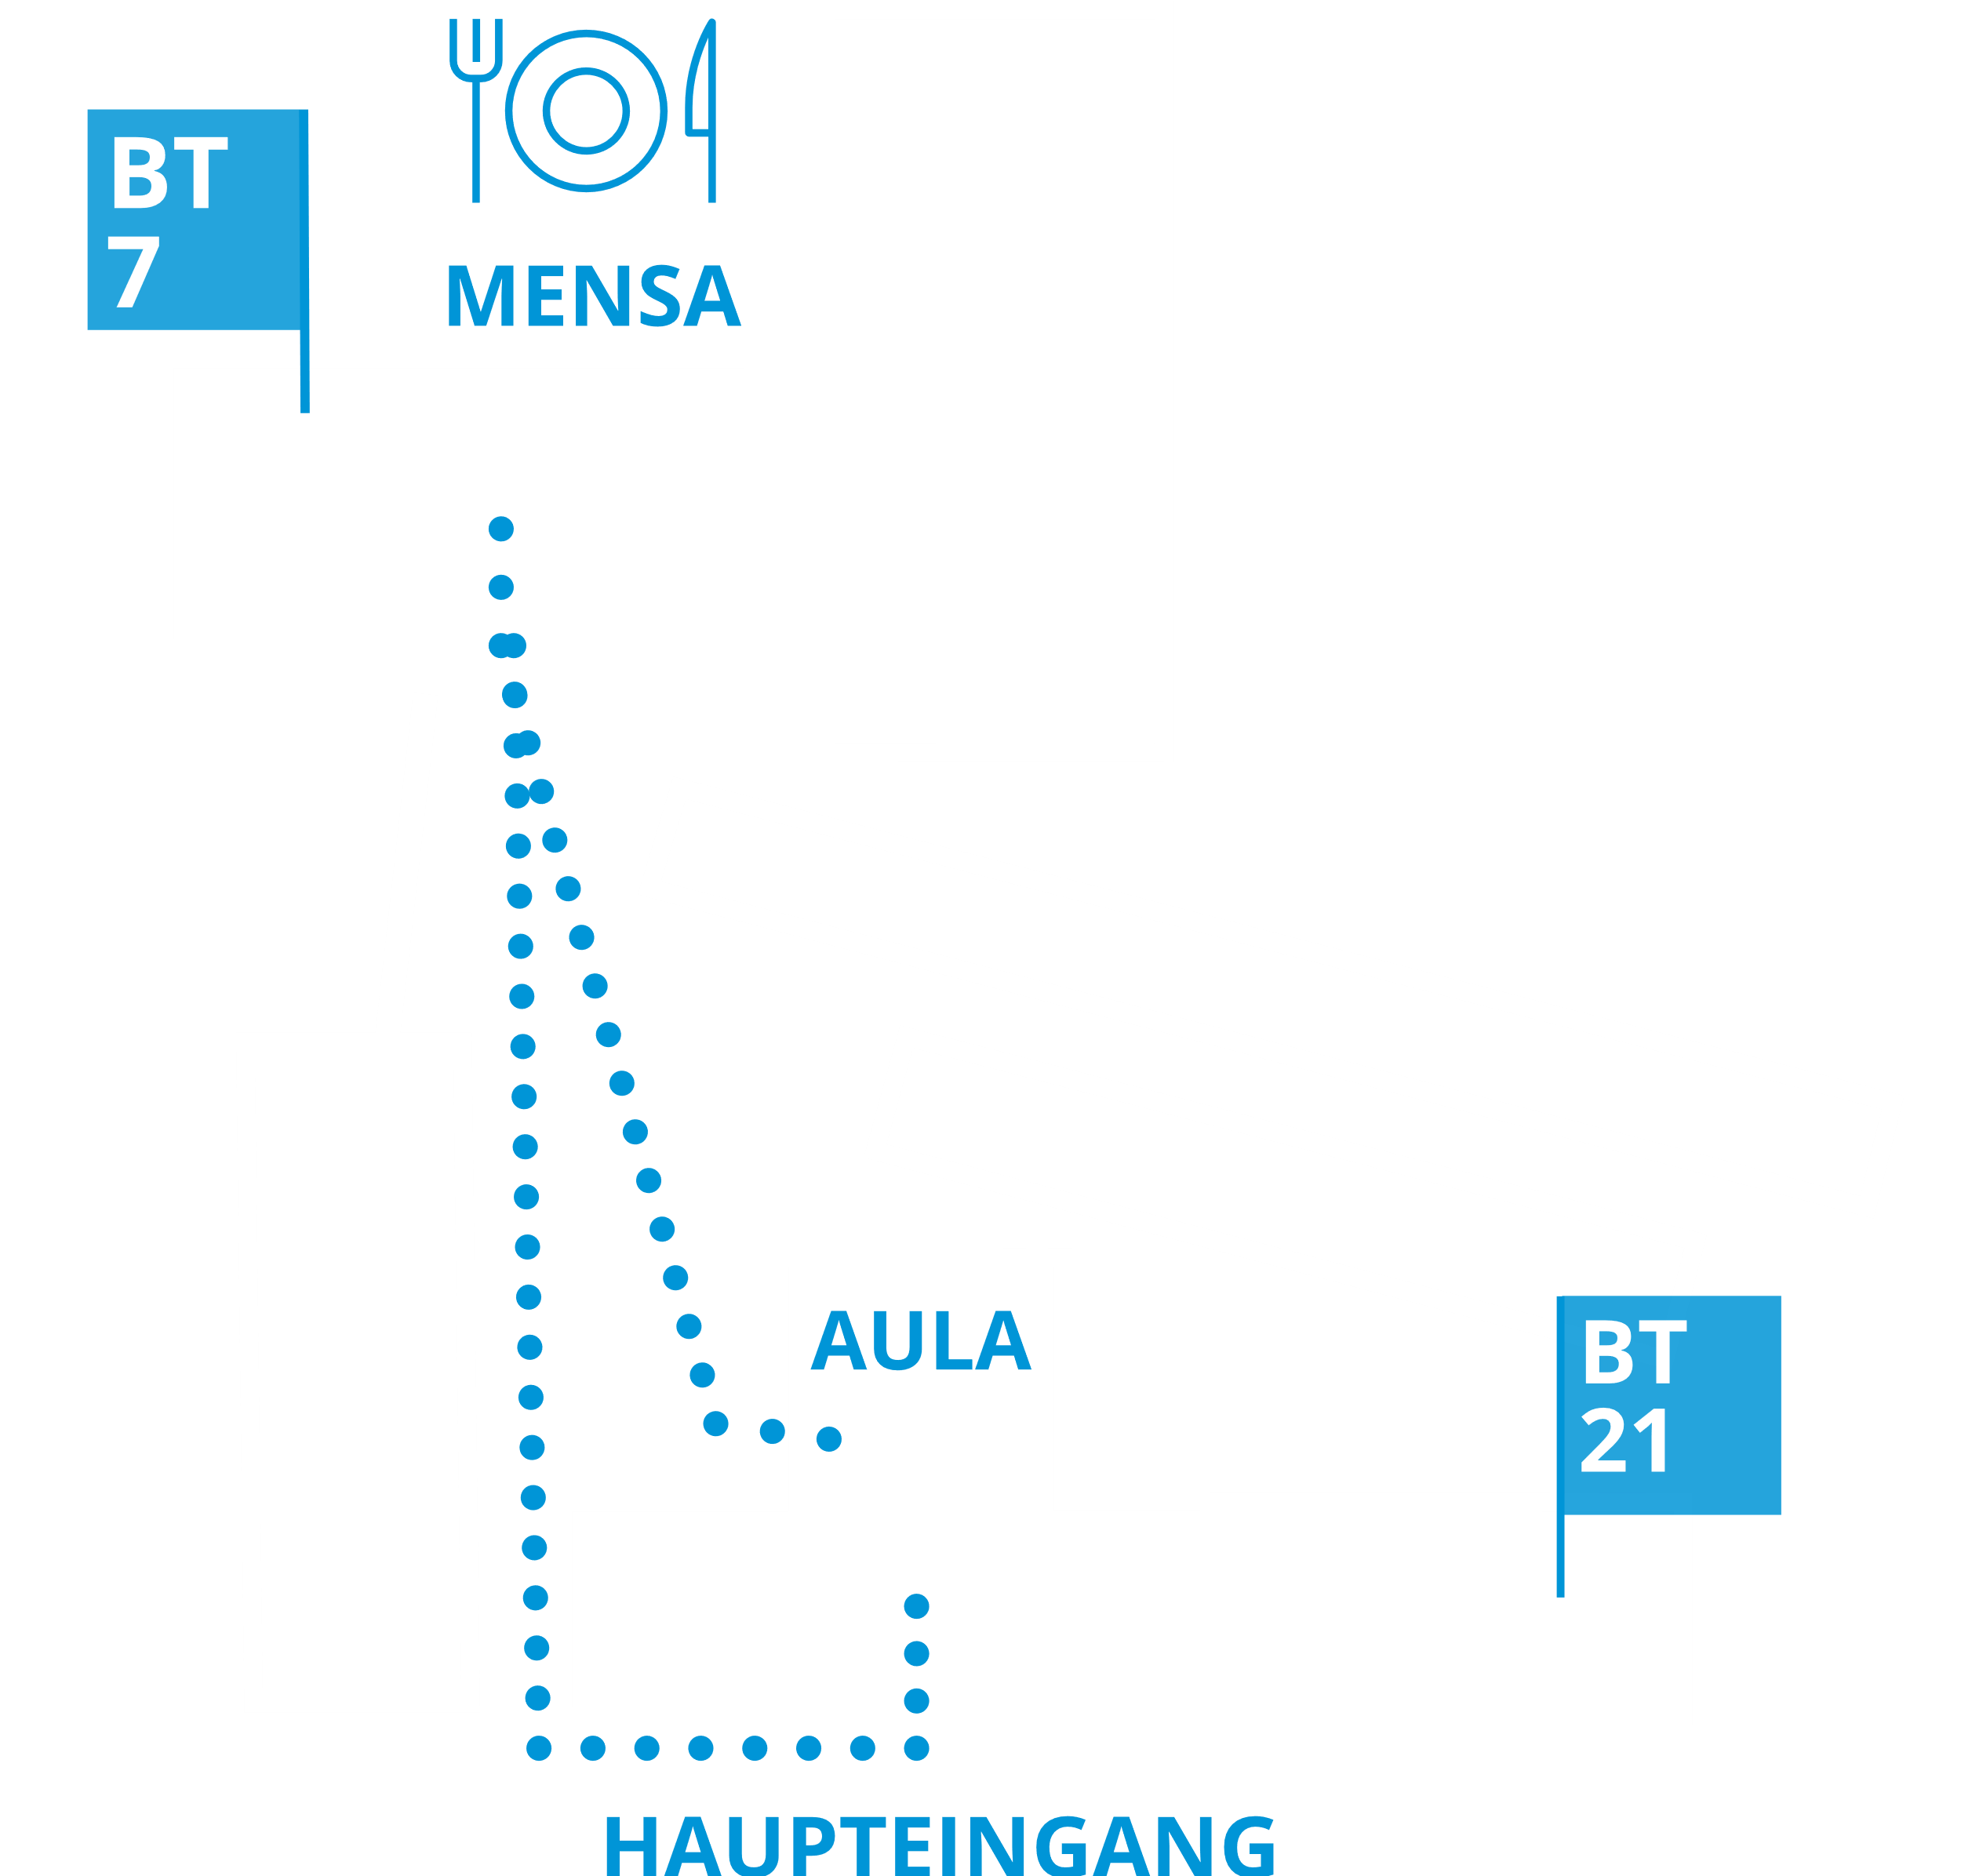 BT
7
MENSA
AULA
BT
21
HAUPTEINGANG